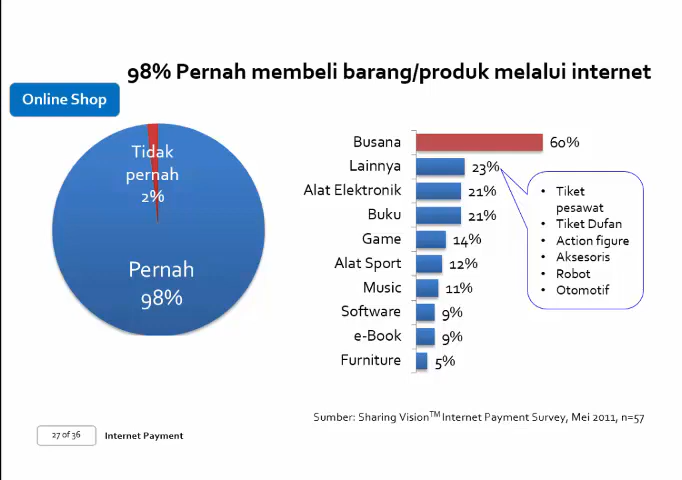 98% Pernah membeli barang/produk melalui internet
Online Shop
Tidak
pernah
2%
Pernah
98%
Busana 60%
Lainnya 23%
Alat Elektronik 21%
Buku 21%
Game 14%
Alat Sport 12%
Music 11%
Software 9%
e-Book 9%
Furniture 5%
• Tiket
pesawat
• Tiket Dufan
• Action figure
• Aksesoris
• Robot
• Otomotif
Sumber: Sharing Vision™ Internet Payment Survey, Mei 2011, n=57
27 of 36 Internet Payment